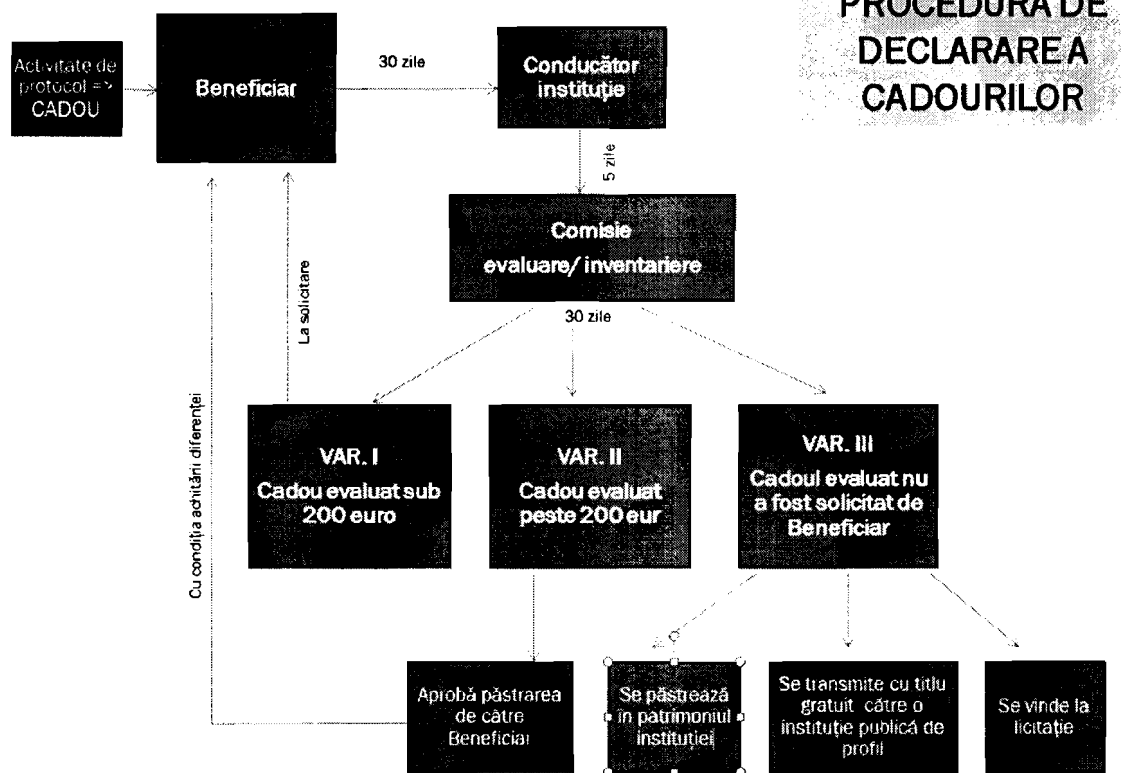 PROCEDURA DE
DECLARARE A
CADOURILOR
Activitate de
protocol =>
CADOU
Beneficiar
30 zile
Conducător
instituție
5 zile
Comisie
evaluare/ inventariere
30 zile
La solicitare
Cu condiția achitării diferenței
VAR. I
Cadou evaluat sub
200 euro
VAR. II
Cadou evaluat
peste 200 eur
VAR. III
Cadoul evaluat nu
a fost solicitat de
Beneficiar
Aprobă păstrarea
de către
Beneficiar
Se păstrează
in patrimoniul
instituției
Se transmite cu titlu
gratuit către o
instituție publică de
profil
Se vinde la
licitație